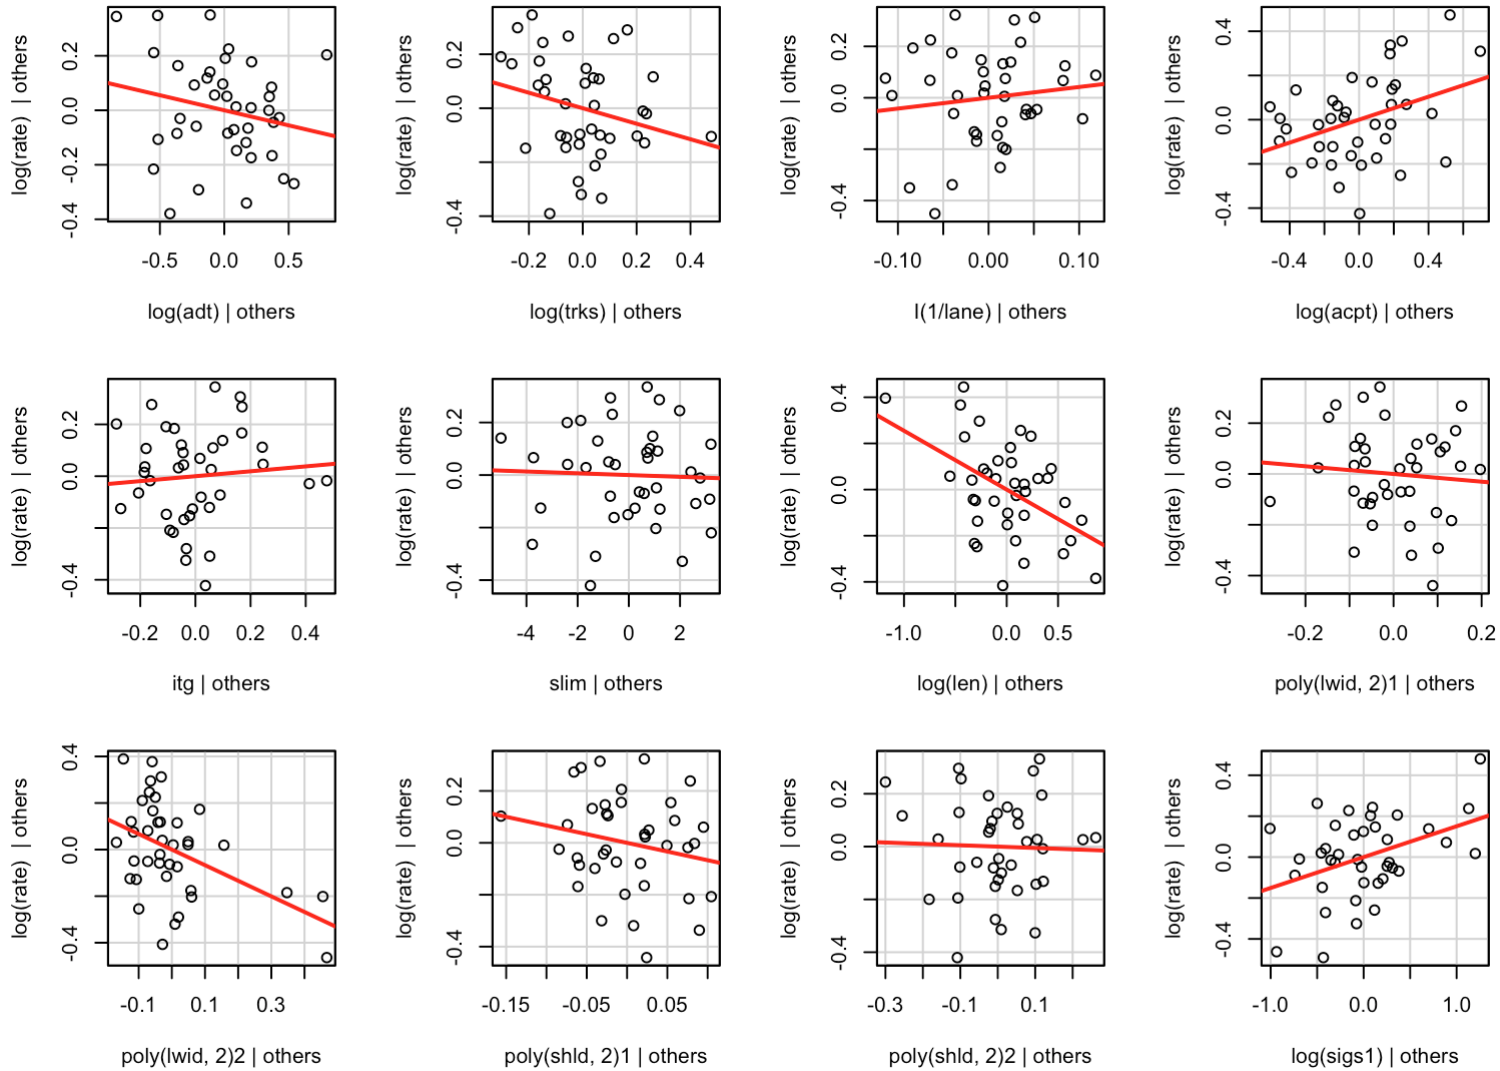 log(rate) | others
-0.4 -0.2 0.0 0.2
-0.5 0.0 0.5
log(adt) | others
log(rate) | others
-0.4 0.0 0.2
-0.2 0.0 0.2 0.4
log(trks) | others
log(rate) | others
-0.4 0.0 0.2
-0.10 0.00 0.10
I(1/lane) | others
log(rate) | others
-0.4 0.0 0.4
-0.4 0.0 0.4
log(acpt) | others
log(rate) | others
-0.4 0.0 0.2
-0.2 0.0 0.2 0.4
itg | others
log(rate) | others
-0.4 0.0 0.2
-4 -2 0 2
slim | others
log(rate) | others
-0.4 0.0 0.4
-1.0 0.0 0.5
log(len) | others
log(rate) | others
-0.4 0.0 0.2
-0.2 0.0 0.2
poly(lwid, 2)1 | others
log(rate) | others
-0.4 0.0 0.4
-0.1 0.1 0.3
poly(lwid, 2)2 | others
log(rate) | others
-0.4 0.0 0.2
-0.15 -0.05 0.05
poly(shld, 2)1 | others
log(rate) | others
-0.4 0.0 0.2
-0.3 -0.1 0.1
poly(shld, 2)2 | others
log(rate) | others
-0.4 0.0 0.4
-1.0 0.0 1.0
log(sigs1) | others